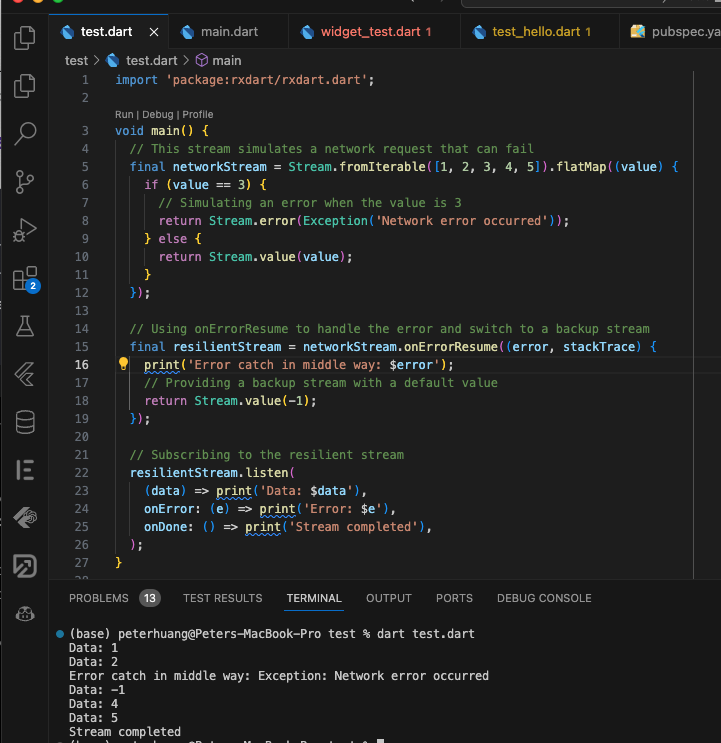 test.dart
main.dart
widget_test.dart 1
test_hello.dart 1
pubspec.ya
test > test.dart > main
1 import 'package:rxdart/rxdart.dart';
2
Run | Debug | Profile
3 void main() {
4 // This stream simulates a network request that can fail
5 final networkStream = Stream.fromIterable([1, 2, 3, 4, 5]).flatMap((value) {
6 if (value == 3) {
7 // Simulating an error when the value is 3
8 return Stream.error(Exception('Network error occurred'));
9 } else {
10 return Stream.value(value);
11 }
12 });
13
14 // Using onErrorResume to handle the error and switch to a backup stream
15 final resilientStream = networkStream.onErrorResume((error, stackTrace) {
16 print('Error catch in middle way: $error');
17 // Providing a backup stream with a default value
18 return Stream.value(-1);
19 });
20
21 // Subscribing to the resilient stream
22 resilientStream.listen(
23 (data) => print('Data: $data'),
24 onError: (e) => print('Error: $e'),
25 onDone: () => print('Stream completed'),
26 );
27 }
2
PROBLEMS 13 TEST RESULTS TERMINAL OUTPUT PORTS DEBUG CONSOLE
(base) peterhuang@Peters-MacBook-Pro test % dart test.dart
Data: 1
Data: 2
Error catch in middle way: Exception: Network error occurred
Data: -1
Data: 4
Data: 5
Stream completed